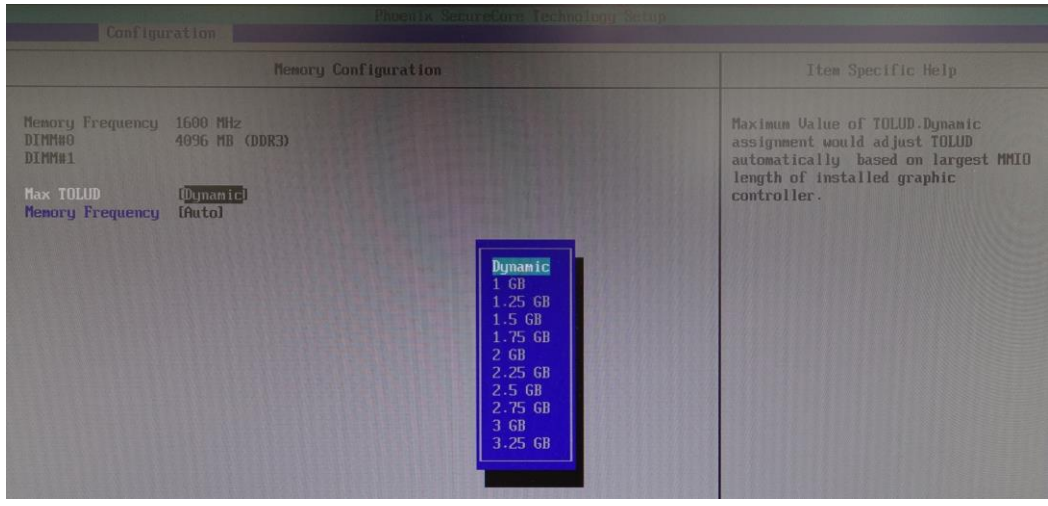 Phoenix SecureCore Technology Setup
Configuration
Memory Configuration
Item Specific Help
Memory Frequency 1600 MHz
DIMM#0 4096 MB (DDR3)
DIMM#1
Max TOLUD [Dynamic]
Memory Frequency [Auto]
Maximum Value of TOLUD.Dynamic
assignment would adjust TOLUD
automatically based on largest MMIO
length of installed graphic
controller.
Dynamic
1 GB
1.25 GB
1.5 GB
1.75 GB
2 GB
2.25 GB
2.5 GB
2.75 GB
3 GB
3.25 GB